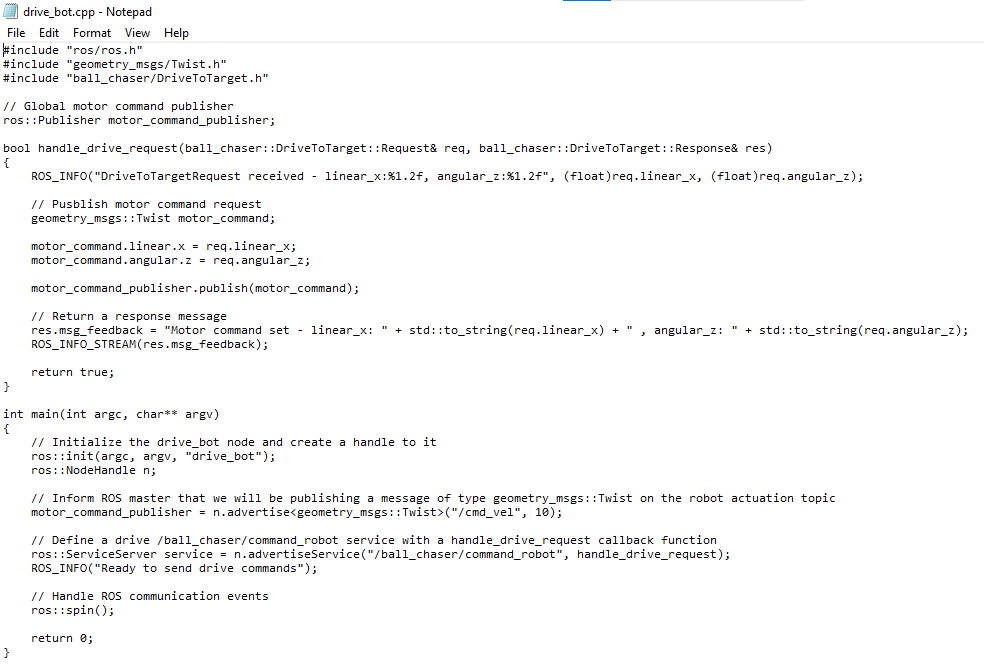 drive_bot.cpp - Notepad
File Edit Format View Help
#include "ros/ros.h"
#include "geometry_msgs/Twist.h"
#include "ball_chaser/DriveToTarget.h"

// Global motor command publisher
ros::Publisher motor_command_publisher;

bool handle_drive_request(ball_chaser::DriveToTarget::Request& req, ball_chaser::DriveToTarget::Response& res)
{
    ROS_INFO("DriveToTargetRequest received - linear_x:%1.2f, angular_z:%1.2f", (float)req.linear_x, (float)req.angular_z);

    // Pusblish motor command request
    geometry_msgs::Twist motor_command;

    motor_command.linear.x = req.linear_x;
    motor_command.angular.z = req.angular_z;

    motor_command_publisher.publish(motor_command);

    // Return a response message
    res.msg_feedback = "Motor command set - linear_x: " + std::to_string(req.linear_x) + " , angular_z: " + std::to_string(req.angular_z);
    ROS_INFO_STREAM(res.msg_feedback);

    return true;
}

int main(int argc, char** argv)
{
    // Initialize the drive_bot node and create a handle to it
    ros::init(argc, argv, "drive_bot");
    ros::NodeHandle n;

    // Inform ROS master that we will be publishing a message of type geometry_msgs::Twist on the robot actuation topic
    motor_command_publisher = n.advertise<geometry_msgs::Twist>("/cmd_vel", 10);

    // Define a drive /ball_chaser/command_robot service with a handle_drive_request callback function
    ros::ServiceServer service = n.advertiseService("/ball_chaser/command_robot", handle_drive_request);
    ROS_INFO("Ready to send drive commands");

    // Handle ROS communication events
    ros::spin();

    return 0;
}